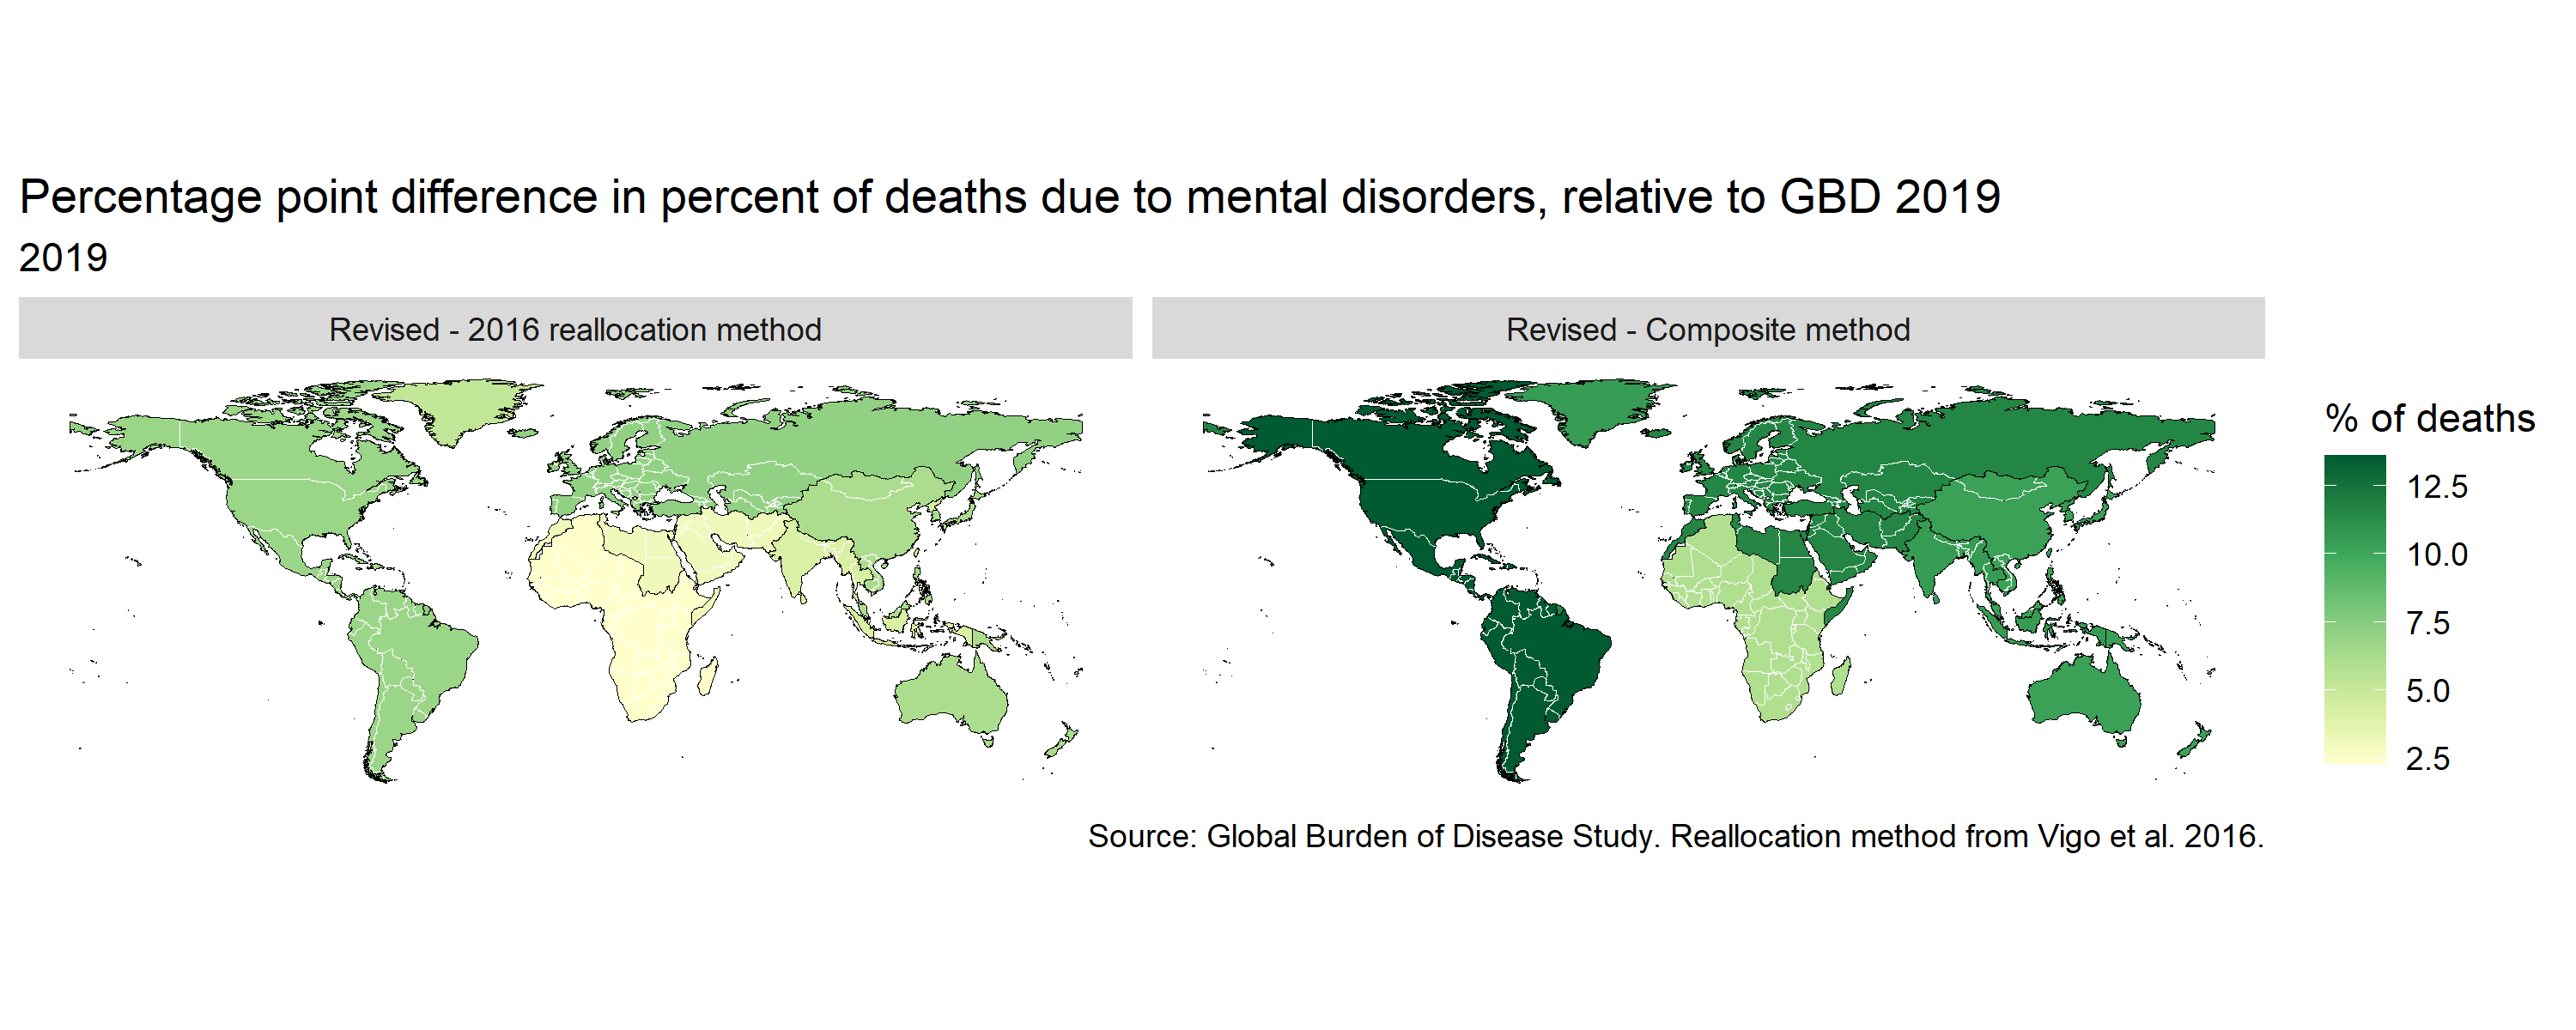 Percentage point difference in percent of deaths due to mental disorders, relative to GBD 2019
2019
Revised - 2016 reallocation method
Revised - Composite method
% of deaths
12.5
10.0
7.5
5.0
2.5
Source: Global Burden of Disease Study. Reallocation method from Vigo et al. 2016.